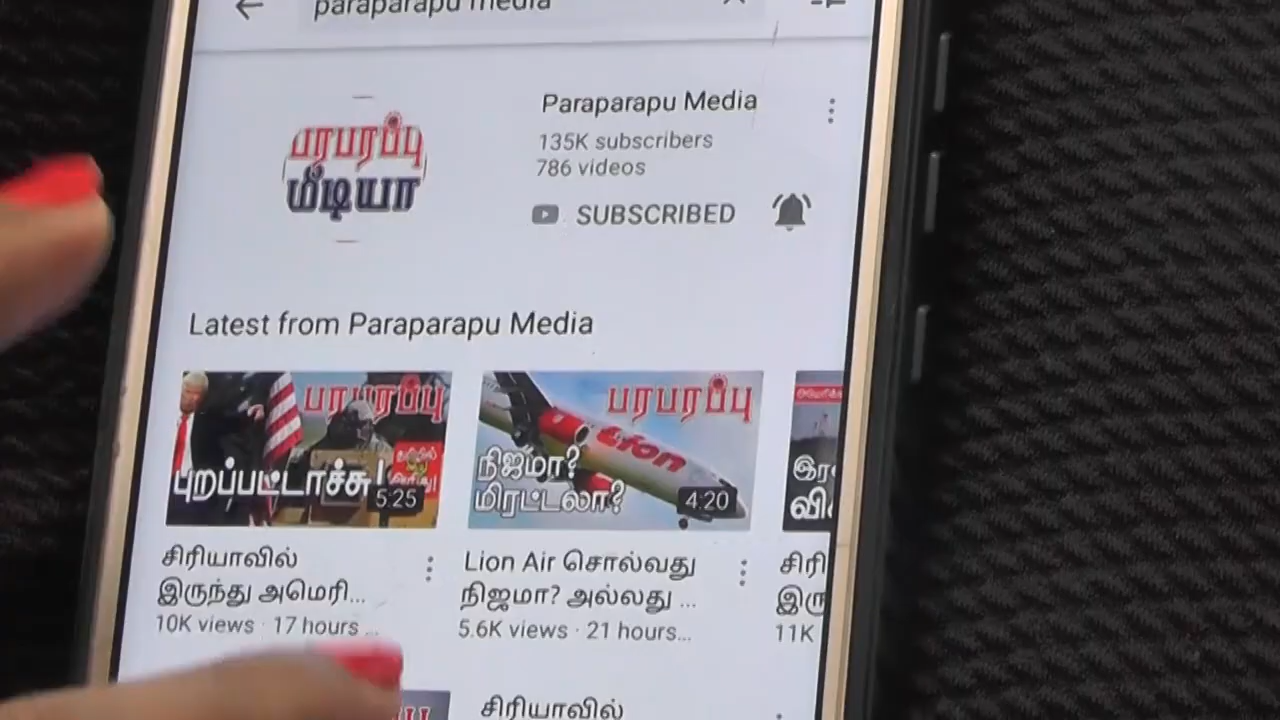 paraparapu media
Paraparapu Media
135K subscribers
786 videos
SUBSCRIBED
பரபரப்பு
மீடியா
Latest from Paraparapu Media
பரபரப்பு
புறப்பட்டாச்சு!
5:25
பரபரப்பு
Lion
நிஜமா?
மிரட்டலா?
4:20
இர
வி
சிரியாவில்
இருந்து அமெரி...
10K views · 17 hours ...
Lion Air சொல்வது
நிஜமா? அல்லது ...
5.6K views · 21 hours...
சிரி
இரு
11K
சிரியாவில்